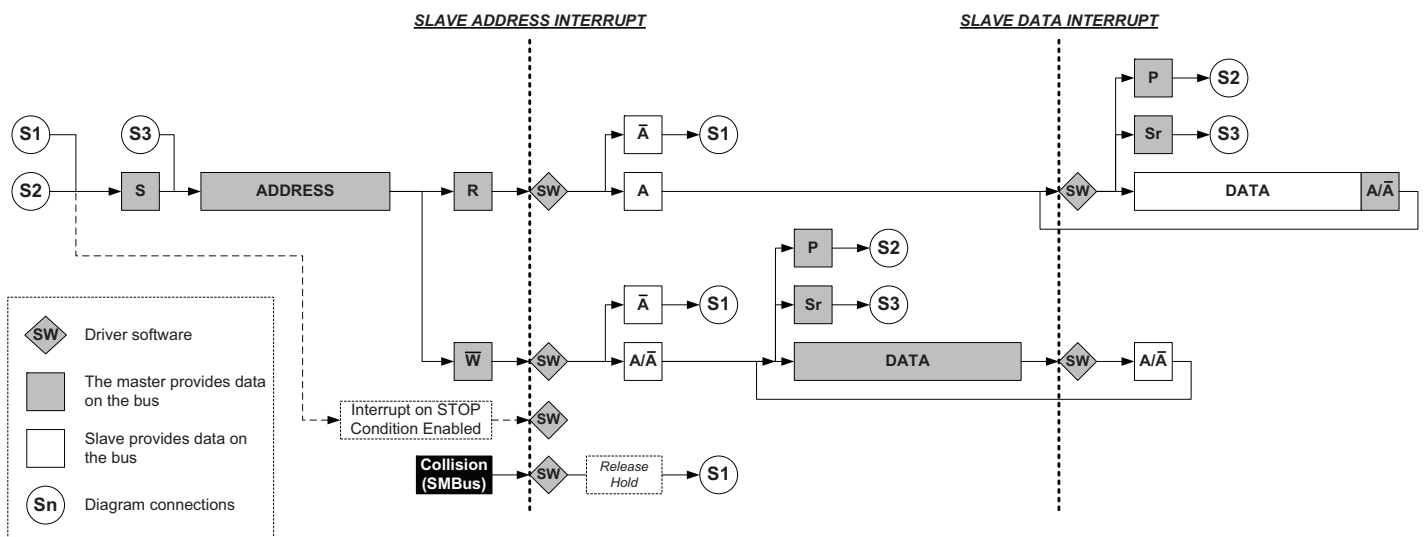 SLAVE ADDRESS INTERRUPT
SLAVE DATA INTERRUPT
P
S2
S1
S3
A̅
S1
Sr
S3
S2
S
ADDRESS
R
SW
A
SW
DATA
A/A̅
P
S2
A̅
S1
Sr
S3
W̅
SW
A/A̅
DATA
SW
A/A̅
Interrupt on STOP
Condition Enabled
SW
Collision
(SMBus)
SW
Release
Hold
S1
SW
Driver software
The master provides data
on the bus
Slave provides data on
the bus
Sn
Diagram connections